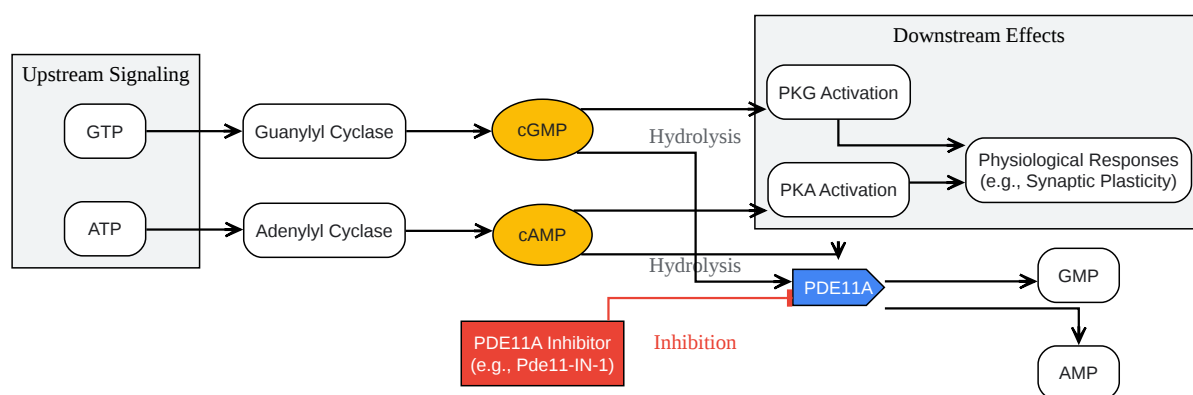 Downstream Effects
Upstream Signaling
PKG Activation
GTP
Guanylyl Cyclase
cGMP
Hydrolysis
Physiological Responses
(e.g., Synaptic Plasticity)
PKA Activation
ATP
Adenylyl Cyclase
cAMP
Hydrolysis
PDE11A
GMP
PDE11A Inhibitor
(e.g., Pde11-IN-1)
Inhibition
AMP